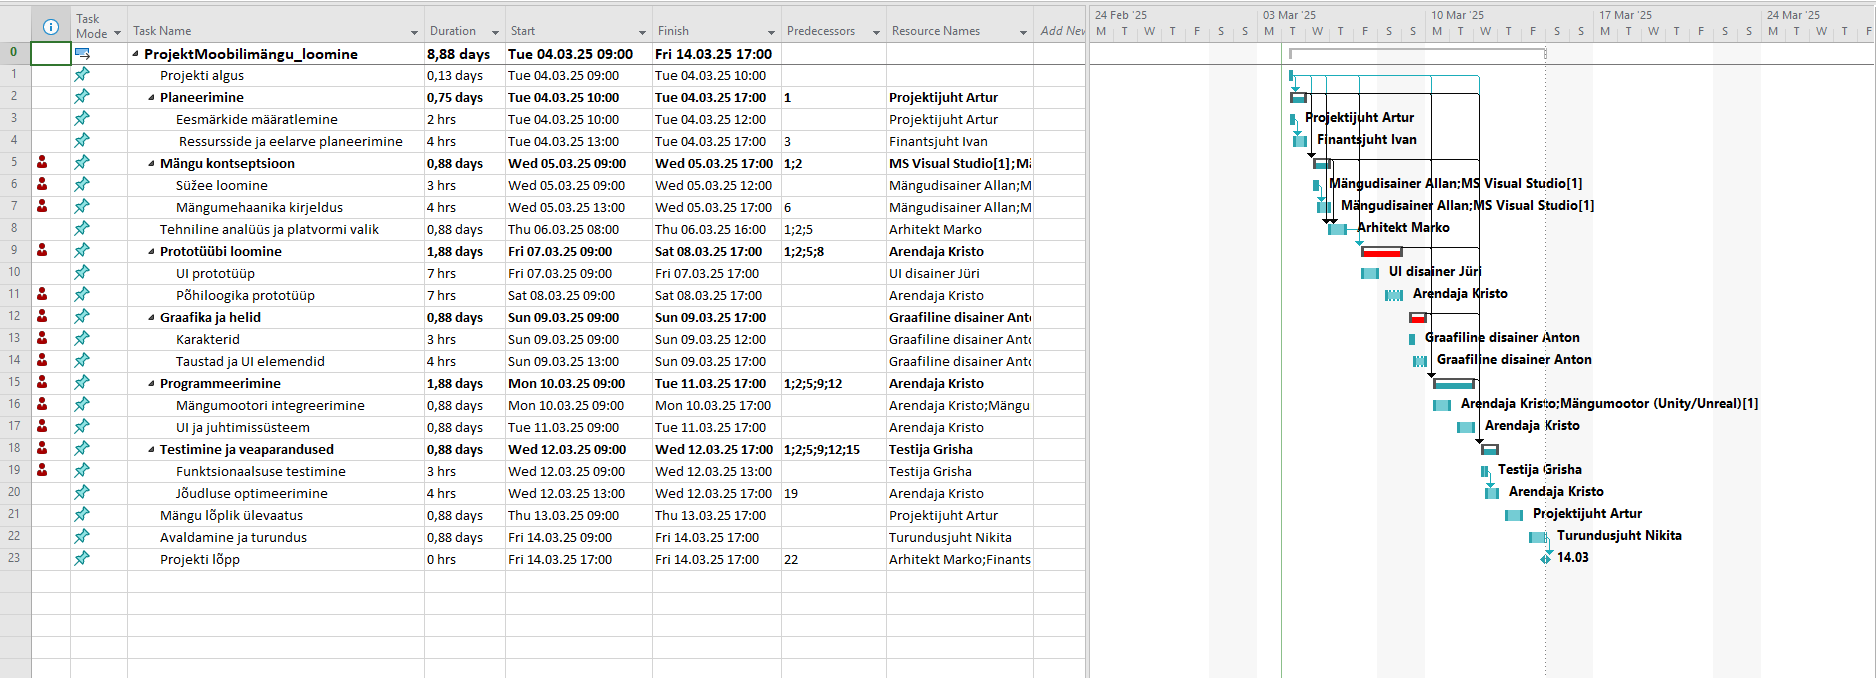 Task Mode Task Name Duration Start Finish Predecessors Resource Names Add New
24 Feb '25 03 Mar '25 10 Mar '25 17 Mar '25 24 Mar '25
M T W T F S S M T W T F S S M T W T F S S M T W T F S S M T W T F
0 ProjektMoobilimängu_loomine 8,88 days Tue 04.03.25 09:00 Fri 14.03.25 17:00
1 Projekti algus 0,13 days Tue 04.03.25 09:00 Tue 04.03.25 10:00
2 Planeerimine 0,75 days Tue 04.03.25 10:00 Tue 04.03.25 17:00 1 Projektijuht Artur
3 Eesmärkide määratlemine 2 hrs Tue 04.03.25 10:00 Tue 04.03.25 12:00 Projektijuht Artur Projektijuht Artur
4 Ressursside ja eelarve planeerimine 4 hrs Tue 04.03.25 13:00 Tue 04.03.25 17:00 3 Finantsjuht Ivan Finantsjuht Ivan
5 Mängu kontseptsioon 0,88 days Wed 05.03.25 09:00 Wed 05.03.25 17:00 1;2 MS Visual Studio[1];Mä
6 Süžee loomine 3 hrs Wed 05.03.25 09:00 Wed 05.03.25 12:00 Mängudisainer Allan;M Mängudisainer Allan;MS Visual Studio[1]
7 Mängumehaanika kirjeldus 4 hrs Wed 05.03.25 13:00 Wed 05.03.25 17:00 6 Mängudisainer Allan;M Mängudisainer Allan;MS Visual Studio[1]
8 Tehniline analüüs ja platvormi valik 0,88 days Thu 06.03.25 08:00 Thu 06.03.25 16:00 1;2;5 Arhitekt Marko Arhitekt Marko
9 Prototüübi loomine 1,88 days Fri 07.03.25 09:00 Sat 08.03.25 17:00 1;2;5;8 Arendaja Kristo
10 UI prototüüp 7 hrs Fri 07.03.25 09:00 Fri 07.03.25 17:00 UI disainer Jüri UI disainer Jüri
11 Põhiloogika prototüüp 7 hrs Sat 08.03.25 09:00 Sat 08.03.25 17:00 Arendaja Kristo Arendaja Kristo
12 Graafika ja helid 0,88 days Sun 09.03.25 09:00 Sun 09.03.25 17:00 Graafiline disainer Ant
13 Karakterid 3 hrs Sun 09.03.25 09:00 Sun 09.03.25 12:00 Graafiline disainer Anto Graafiline disainer Anton
14 Taustad ja UI elemendid 4 hrs Sun 09.03.25 13:00 Sun 09.03.25 17:00 Graafiline disainer Anto Graafiline disainer Anton
15 Programmeerimine 1,88 days Mon 10.03.25 09:00 Tue 11.03.25 17:00 1;2;5;9;12 Arendaja Kristo
16 Mängumootori integreerimine 0,88 days Mon 10.03.25 09:00 Mon 10.03.25 17:00 Arendaja Kristo;Mängu Arendaja Kristo;Mängumootor (Unity/Unreal)[1]
17 UI ja juhtimissüsteem 0,88 days Tue 11.03.25 09:00 Tue 11.03.25 17:00 Arendaja Kristo Arendaja Kristo
18 Testimine ja veaparandused 0,88 days Wed 12.03.25 09:00 Wed 12.03.25 17:00 1;2;5;9;12;15 Testija Grisha
19 Funktsionaalsuse testimine 3 hrs Wed 12.03.25 09:00 Wed 12.03.25 13:00 Testija Grisha Testija Grisha
20 Jõudluse optimeerimine 4 hrs Wed 12.03.25 13:00 Wed 12.03.25 17:00 19 Arendaja Kristo Arendaja Kristo
21 Mängu lõplik ülevaatus 0,88 days Thu 13.03.25 09:00 Thu 13.03.25 17:00 Projektijuht Artur Projektijuht Artur
22 Avaldamine ja turundus 0,88 days Fri 14.03.25 09:00 Fri 14.03.25 17:00 Turundusjuht Nikita Turundusjuht Nikita
23 Projekti lõpp 0 hrs Fri 14.03.25 17:00 Fri 14.03.25 17:00 22 Arhitekt Marko;Finants 14.03